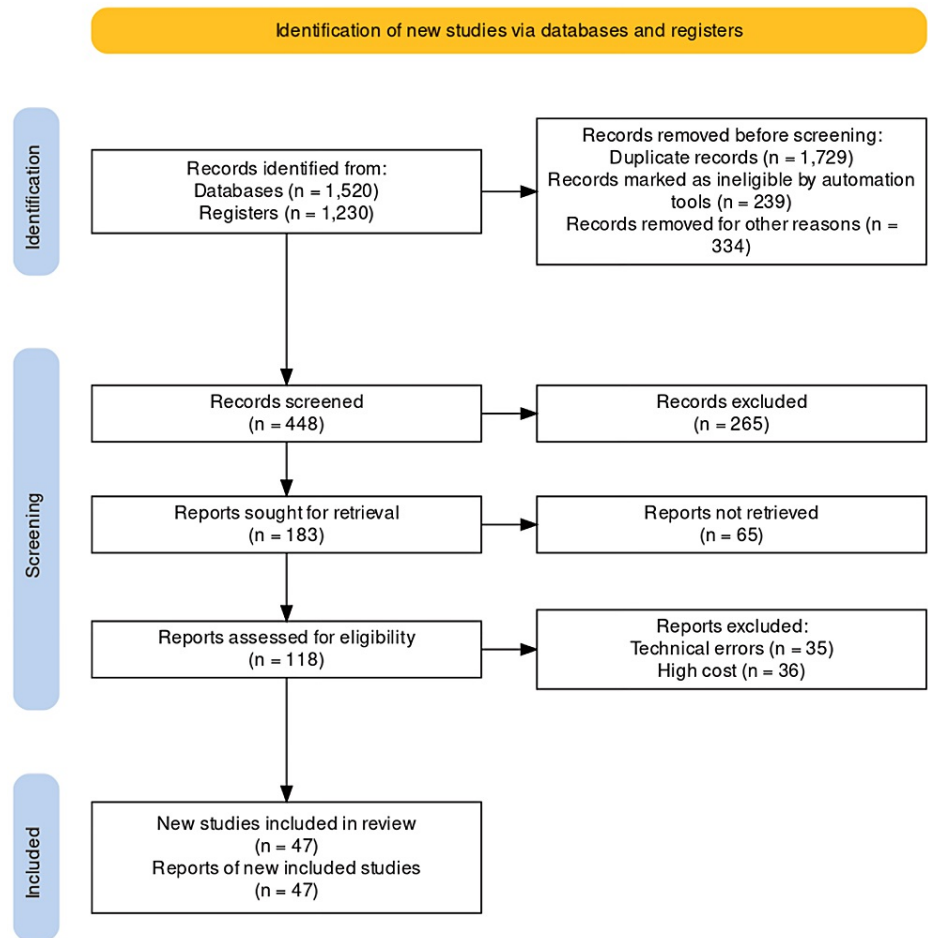 Identification of new studies via databases and registers
Identification
Records identified from:
Databases (n = 1,520)
Registers (n = 1,230)
Records removed before screening:
Duplicate records (n = 1,729)
Records marked as ineligible by automation
tools (n = 239)
Records removed for other reasons (n =
334)
Screening
Records screened
(n = 448)
Records excluded
(n = 265)
Reports sought for retrieval
(n = 183)
Reports not retrieved
(n = 65)
Reports assessed for eligibility
(n = 118)
Reports excluded:
Technical errors (n = 35)
High cost (n = 36)
Included
New studies included in review
(n = 47)
Reports of new included studies
(n = 47)